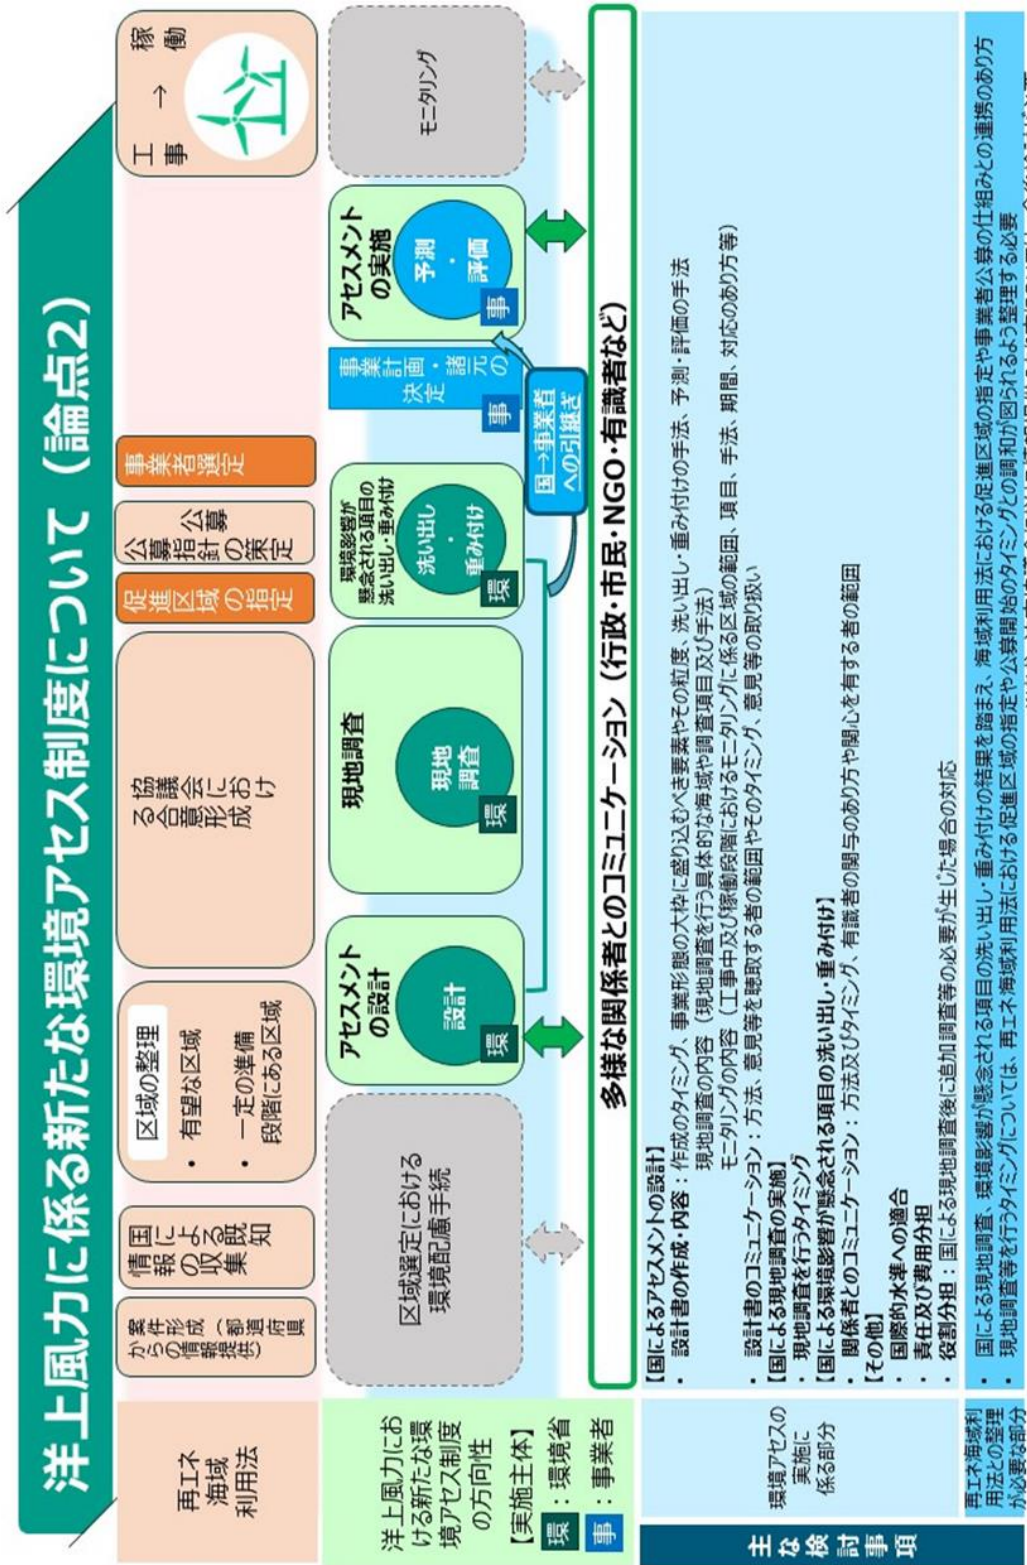 洋上風力に係る新たな環境アセス制度について（論点2）
再エネ
海域
利用法
案件形成（都道府県
からの情報提供）
国による既知
情報の収集
区域の整理
• 有望な区域
• 一定の準備
段階にある区域
協議会におけ
る合意形成
促進区域の指定
公募
公募指針の策定
事業者選定
工事 → 稼働
洋上風力にお
ける新たな環
境アセス制度
の方向性
【実施主体】
環：環境省
事：事業者
区域選定における
環境配慮手続
アセスメント
の設計
設計
環
現地調査
現地
調査
環
環境影響が
懸念される項目の
洗い出し・重み付け
洗い出し
・
重み付け
環
事業計画・諸元の
決定
事
国→事業者
への引継ぎ
アセスメント
の実施
予測
・
評価
事
モニタリング
多様な関係者とのコミュニケーション（行政・市民・NGO・有識者など）
主な検討事項
環境アセスの
実施に
係る部分
【国によるアセスメントの設計】
• 設計書の作成・内容：作成のタイミング、事業形態の大枠に盛り込むべき要素やその粒度、洗い出し・重み付けの手法、予測・評価の手法
現地調査の内容（現地調査を行う具体的な海域や調査項目及び手法）
モニタリングの内容（工事中及び稼働段階におけるモニタリングに係る区域の範囲、項目、手法、期間、対応のあり方等）
• 設計書のコミュニケーション：方法、意見等を聴取する者の範囲やそのタイミング、意見等の取り扱い
【国による現地調査の実施】
• 現地調査を行うタイミング
【国による環境影響が懸念される項目の洗い出し・重み付け】
• 関係者とのコミュニケーション：方法及びタイミング、有識者の関与のあり方や関心を有する者の範囲
【その他】
• 国際的水準への適合
• 責任及び費用分担
• 役割分担：国による現地調査後に追加調査等の必要が生じた場合の対応
再エネ海域利
用法との整理
が必要な部分
• 国による現地調査、環境影響が懸念される項目の洗い出し・重み付けの結果を踏まえ、海域利用法における促進区域の指定や事業者公募の仕組みとの連携のあり方
• 現地調査等を行うタイミングについては、再エネ海域利用法における促進区域の指定や公募開始のタイミングとの調和が図られるよう整理する必要